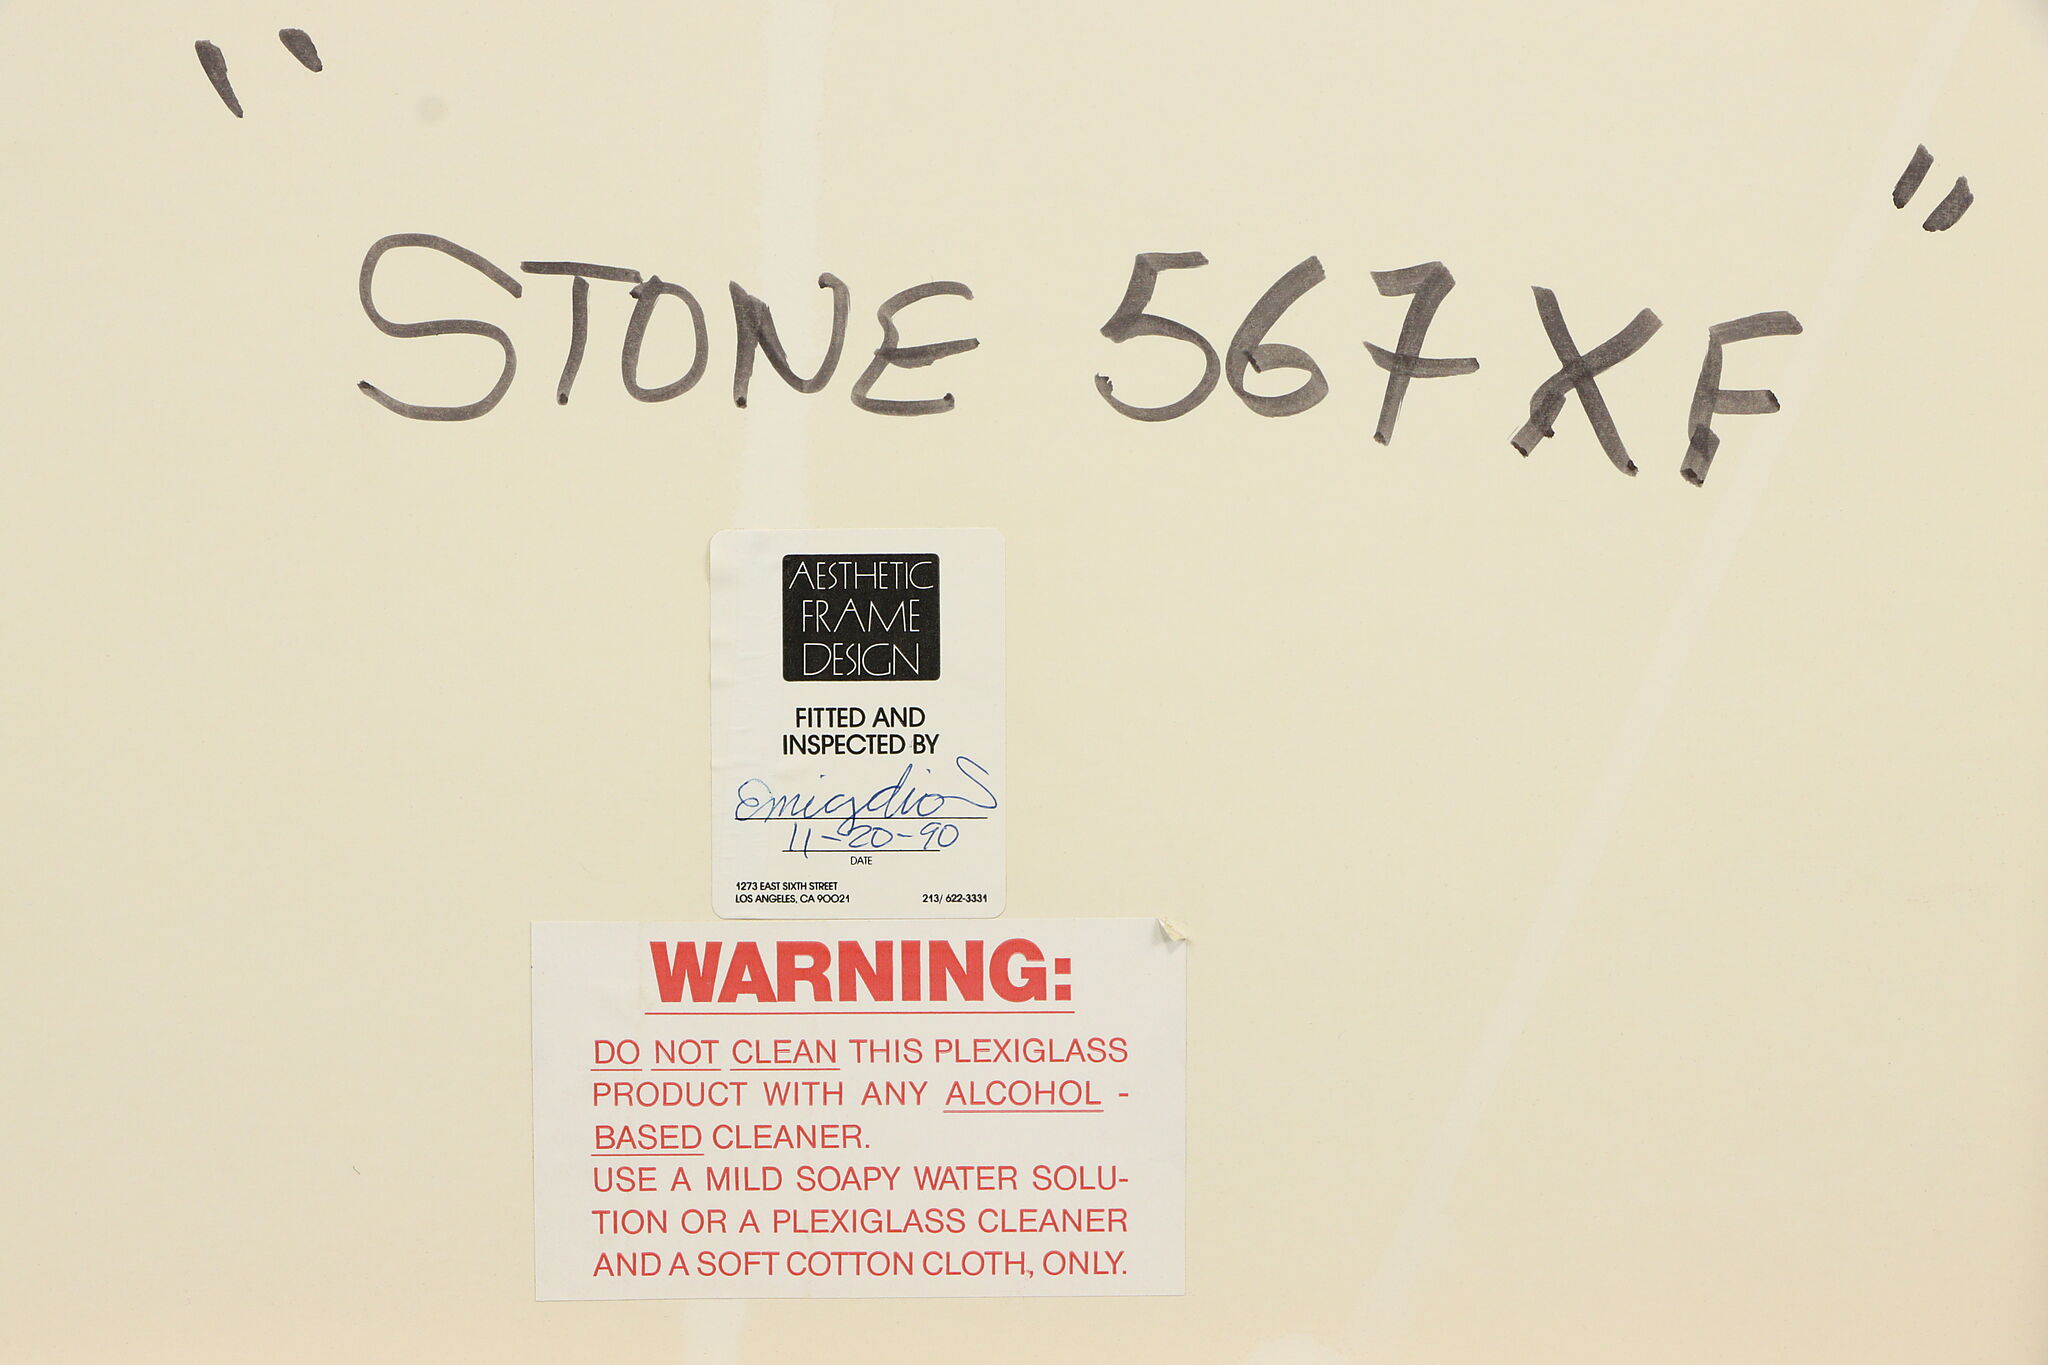 " STONE 567XF "
AESTHETIC
FRAME
DESIGN
FITTED AND
INSPECTED BY
Emigdio S
11-20-90
DATE
1273 EAST SIXTH STREET
LOS ANGELES, CA 90021 213/ 622-3331
WARNING:
DO NOT CLEAN THIS PLEXIGLASS
PRODUCT WITH ANY ALCOHOL -
BASED CLEANER.
USE A MILD SOAPY WATER SOLU-
TION OR A PLEXIGLASS CLEANER
AND A SOFT COTTON CLOTH, ONLY.